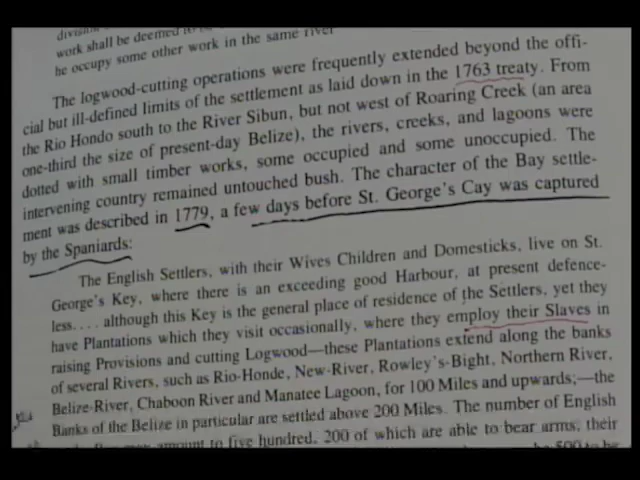 division
work shall be deemed to be
he occupy some other work in the same river
The logwood-cutting operations were frequently extended beyond the offi-
cial but ill-defined limits of the settlement as laid down in the 1763 treaty. From
the Rio Hondo south to the River Sibun, but not west of Roaring Creek (an area
one-third the size of present-day Belize), the rivers, creeks, and lagoons were
dotted with small timber works, some occupied and some unoccupied. The
intervening country remained untouched bush. The character of the Bay settle-
ment was described in 1779, a few days before St. George's Cay was captured
by the Spaniards:
The English Settlers, with their Wives Children and Domesticks, live on St.
George's Key, where there is an exceeding good Harbour, at present defence-
less.... although this Key is the general place of residence of the Settlers, yet they
have Plantations which they visit occasionally, where they employ their Slaves in
raising Provisions and cutting Logwood—these Plantations extend along the banks
of several Rivers, such as Rio-Honde, New-River, Rowley's-Bight, Northern River,
Belize-River, Chaboon River and Manatee Lagoon, for 100 Miles and upwards;—the
Banks of the Belize in particular are settled above 200 Miles. The number of English
amount to five hundred, 200 of which are able to bear arms, their
500 to be